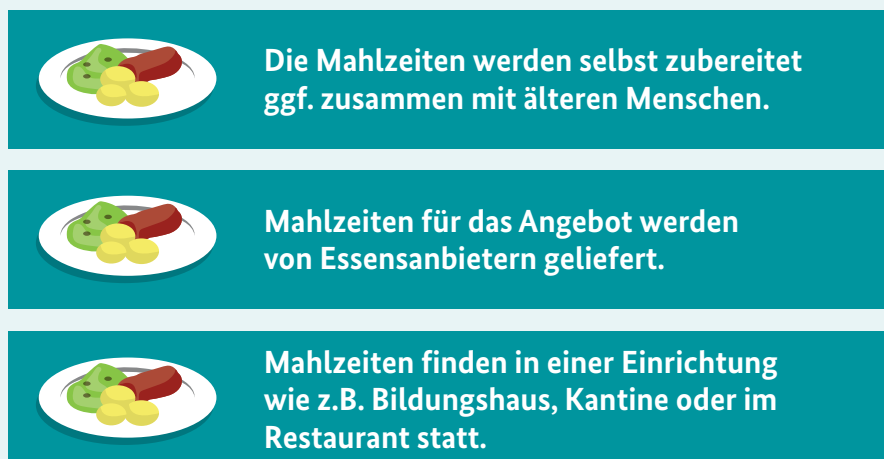 Die Mahlzeiten werden selbst zubereitet
ggf. zusammen mit älteren Menschen.
Mahlzeiten für das Angebot werden
von Essensanbietern geliefert.
Mahlzeiten finden in einer Einrichtung
wie z.B. Bildungshaus, Kantine oder im
Restaurant statt.